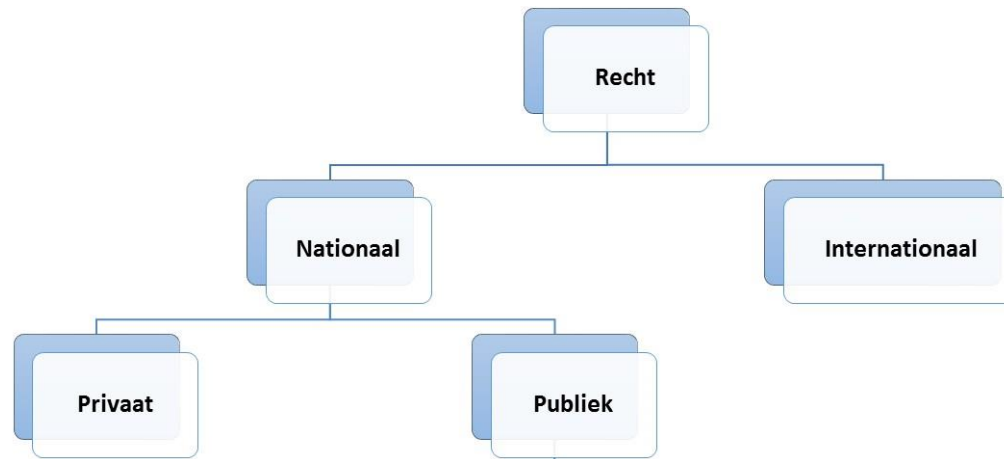 Recht
Nationaal
Internationaal
Privaat
Publiek